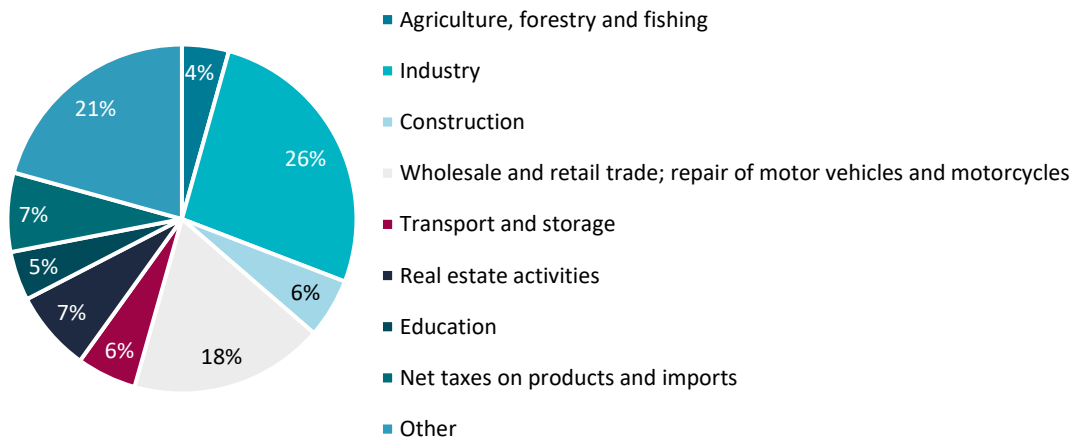 4%
26%
6%
18%
6%
7%
5%
7%
21%
Agriculture, forestry and fishing
Industry
Construction
Wholesale and retail trade; repair of motor vehicles and motorcycles
Transport and storage
Real estate activities
Education
Net taxes on products and imports
Other